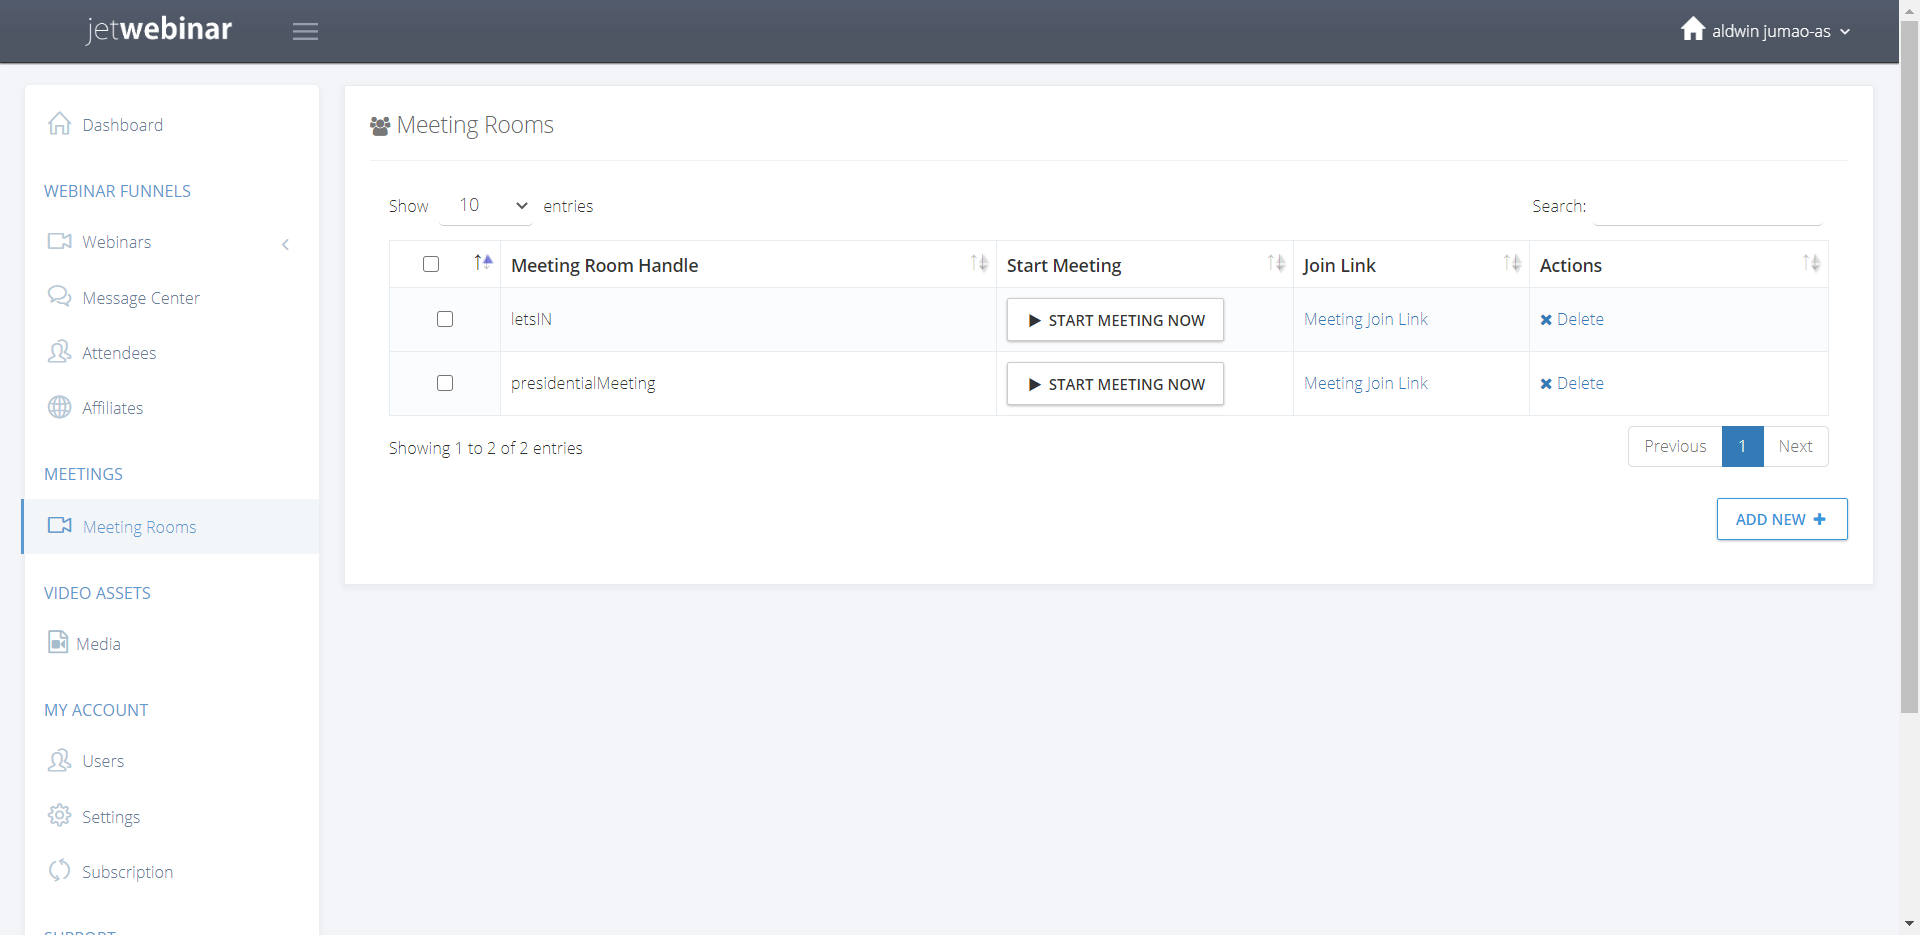 jetwebinar
aldwin jumao-as
Dashboard
WEBINAR FUNNELS
Webinars
Message Center
Attendees
Affiliates
MEETINGS
Meeting Rooms
VIDEO ASSETS
Media
MY ACCOUNT
Users
Settings
Subscription
SUPPORT
Meeting Rooms
Show 10 entries
Search:
Meeting Room Handle Start Meeting Join Link Actions
letsIN START MEETING NOW Meeting Join Link Delete
presidentialMeeting START MEETING NOW Meeting Join Link Delete
Showing 1 to 2 of 2 entries
Previous 1 Next
ADD NEW